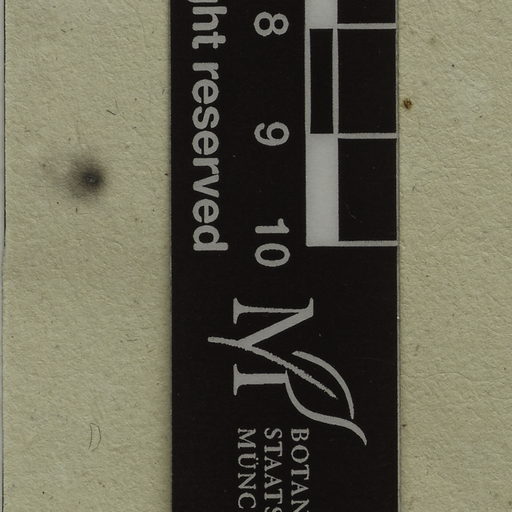 ght reserved
8 9 10
M
BOTAN
STAATS
MÜNC